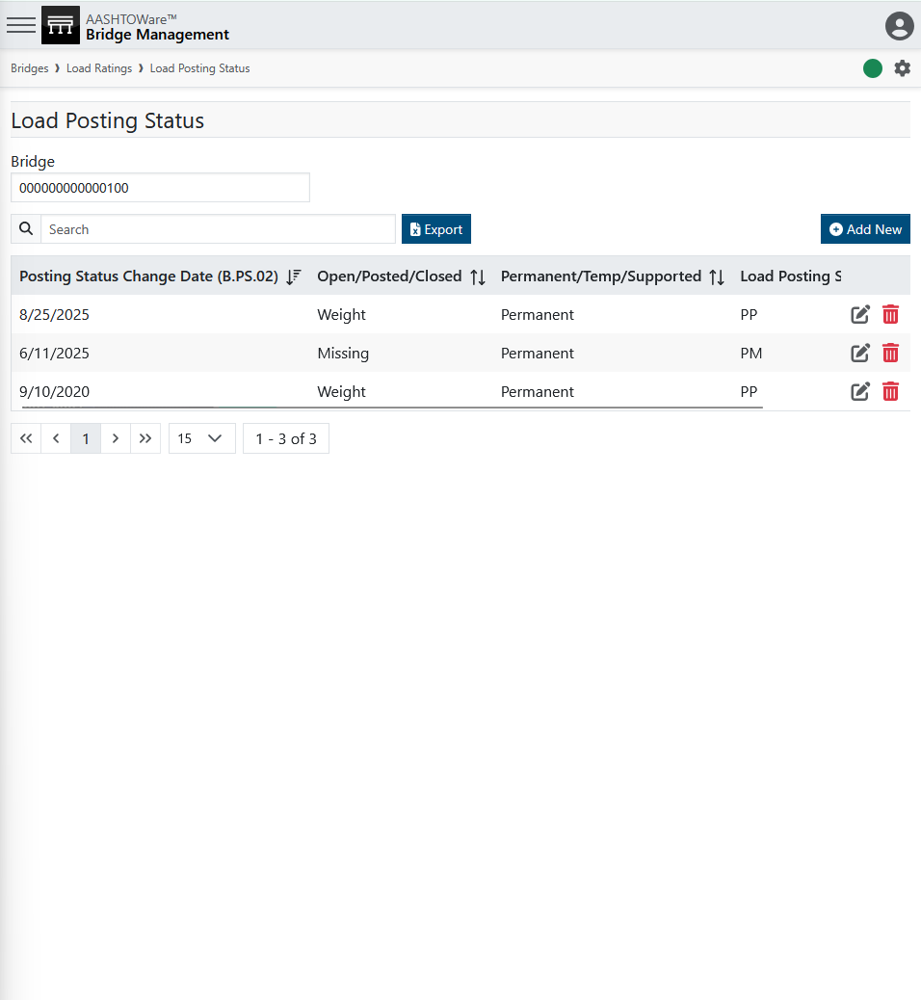 AASHTOWare™
Bridge Management
Bridges ❯ Load Ratings ❯ Load Posting Status
Load Posting Status
Bridge
000000000000100
Search Export Add New
Posting Status Change Date (B.PS.02) Open/Posted/Closed Permanent/Temp/Supported Load Posting S
8/25/2025 Weight Permanent PP
6/11/2025 Missing Permanent PM
9/10/2020 Weight Permanent PP
1 15 1 - 3 of 3